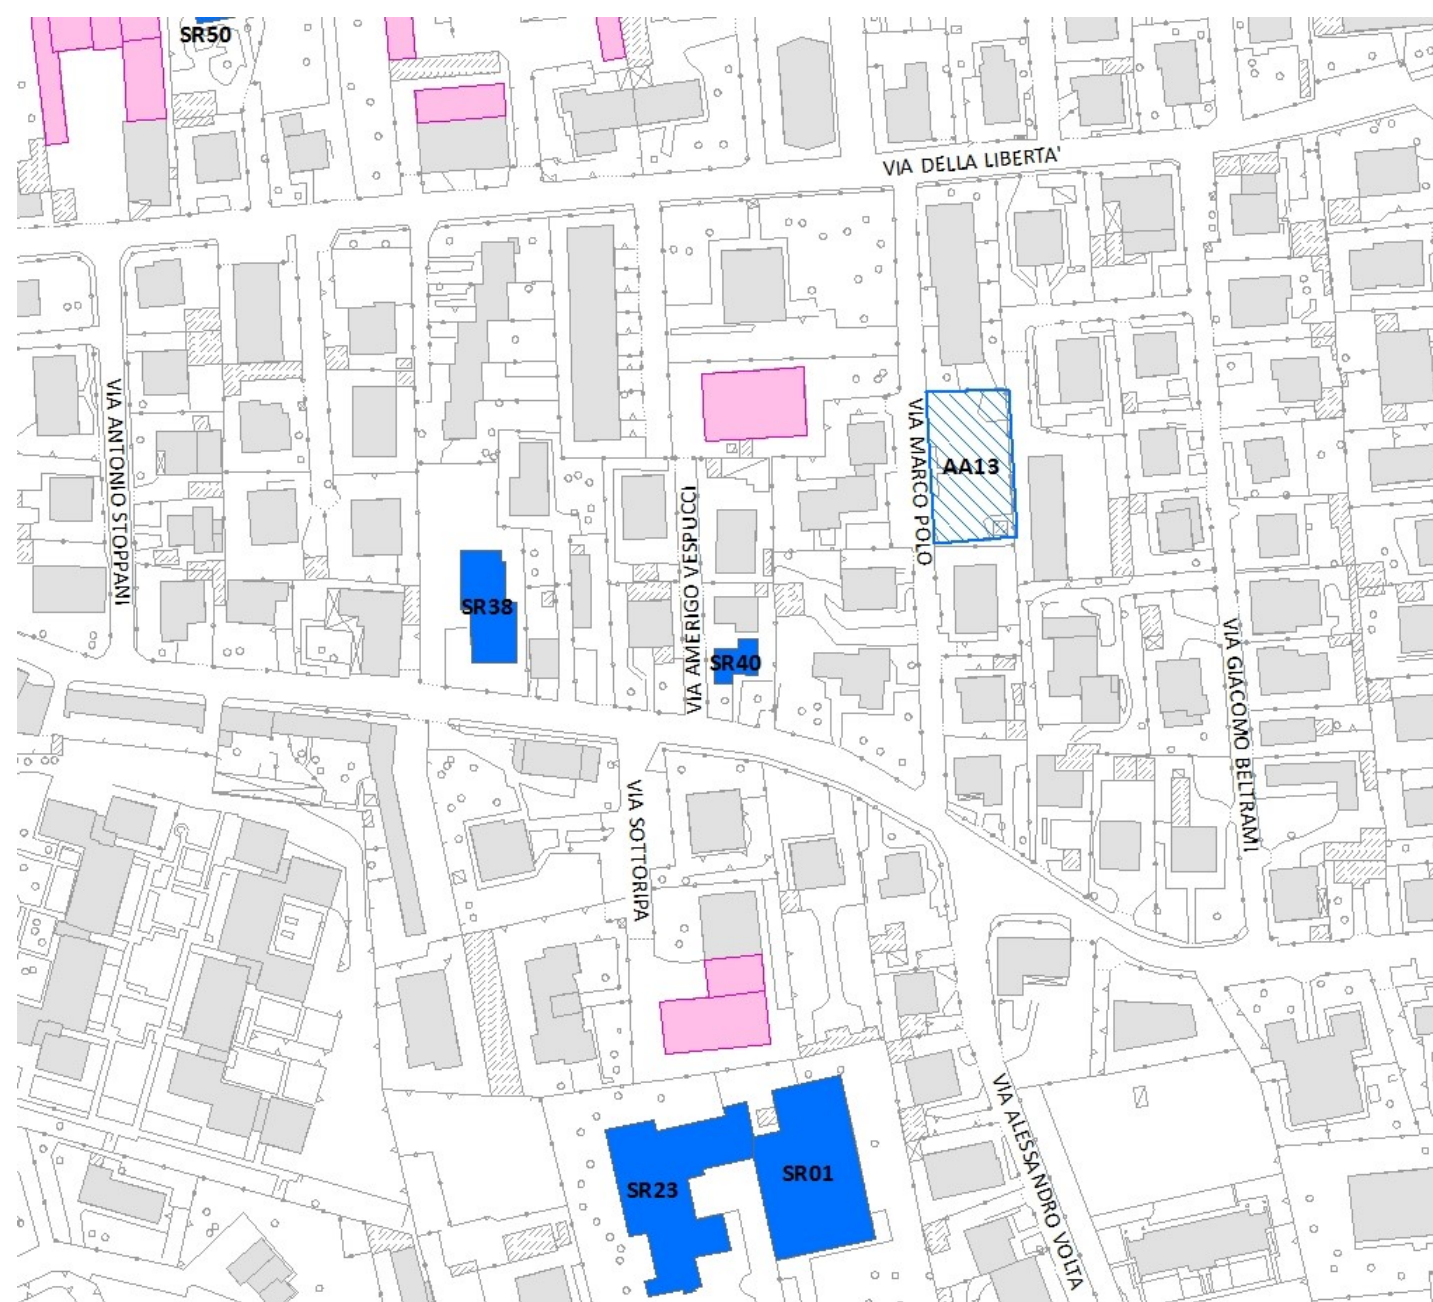 SR50
VIA DELLA LIBERTA'
VIA ANTONIO STOPPANI
VIA MARCO POLO
AA13
VIA AMERIGO VESPUCCI
SR38
SR40
VIA GIACOMO BELTRAMI
VIA SOTTORIPA
VIA ALESSANDRO VOLTA
SR23
SR01